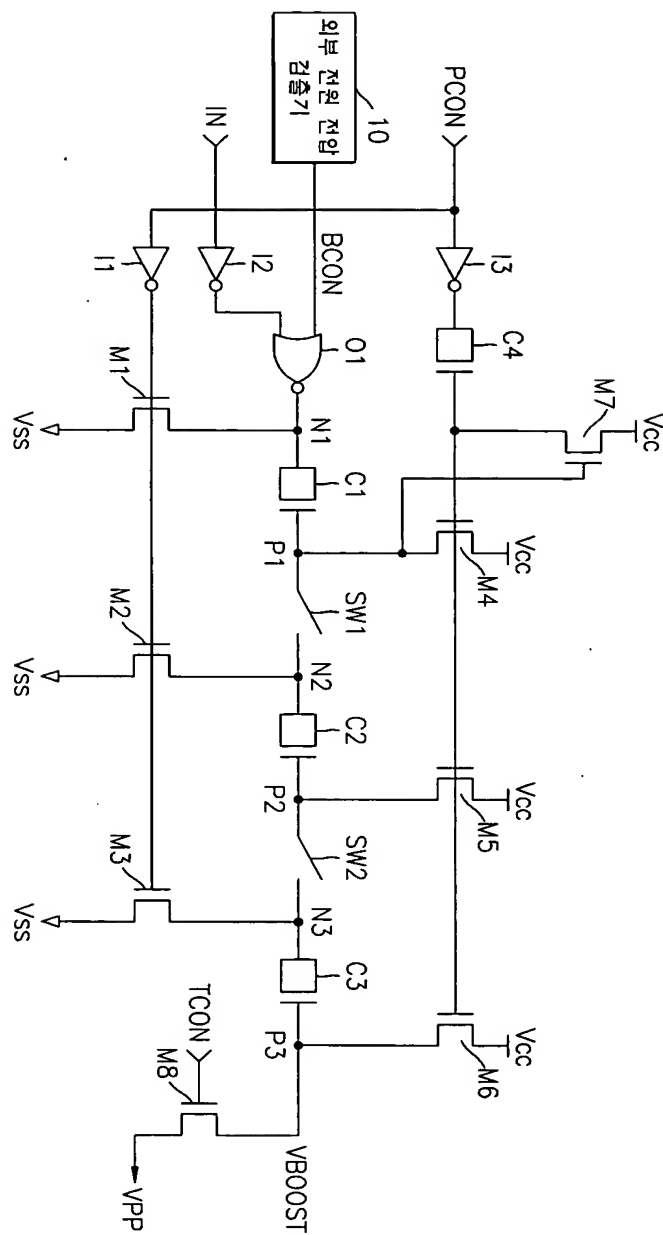 Vcc
M7
Vcc
Vcc
Vcc
M4
M5
M6
PCON
I3
C4
10
외부 전원 전압
검출기
BCON
O1
N1
C1
P1
SW1
N2
C2
P2
SW2
N3
C3
P3
VBOOST
IN
I2
I1
M1
M2
M3
TCON
M8
Vss
Vss
Vss
VPP